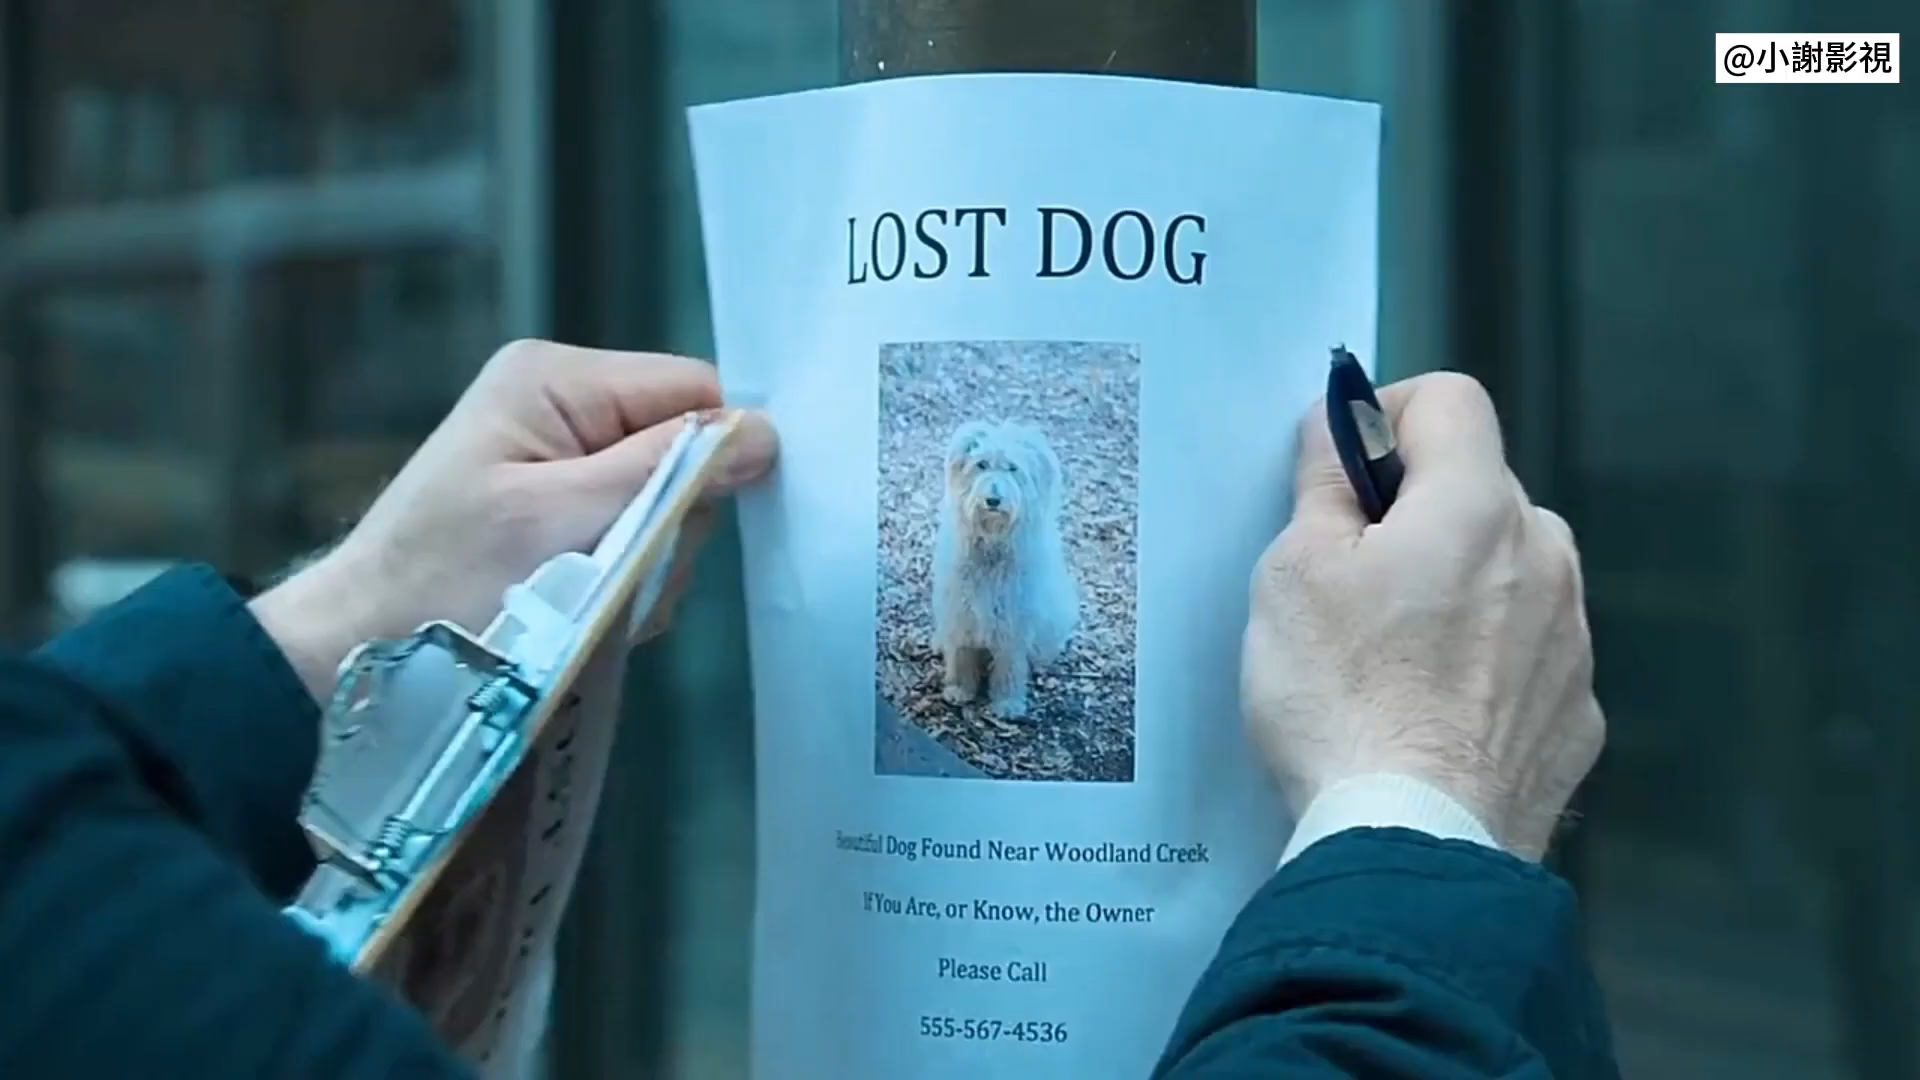 @小謝影視
LOST DOG
Beautiful Dog Found Near Woodland Creek
If You Are, or Know, the Owner
Please Call
555-567-4536